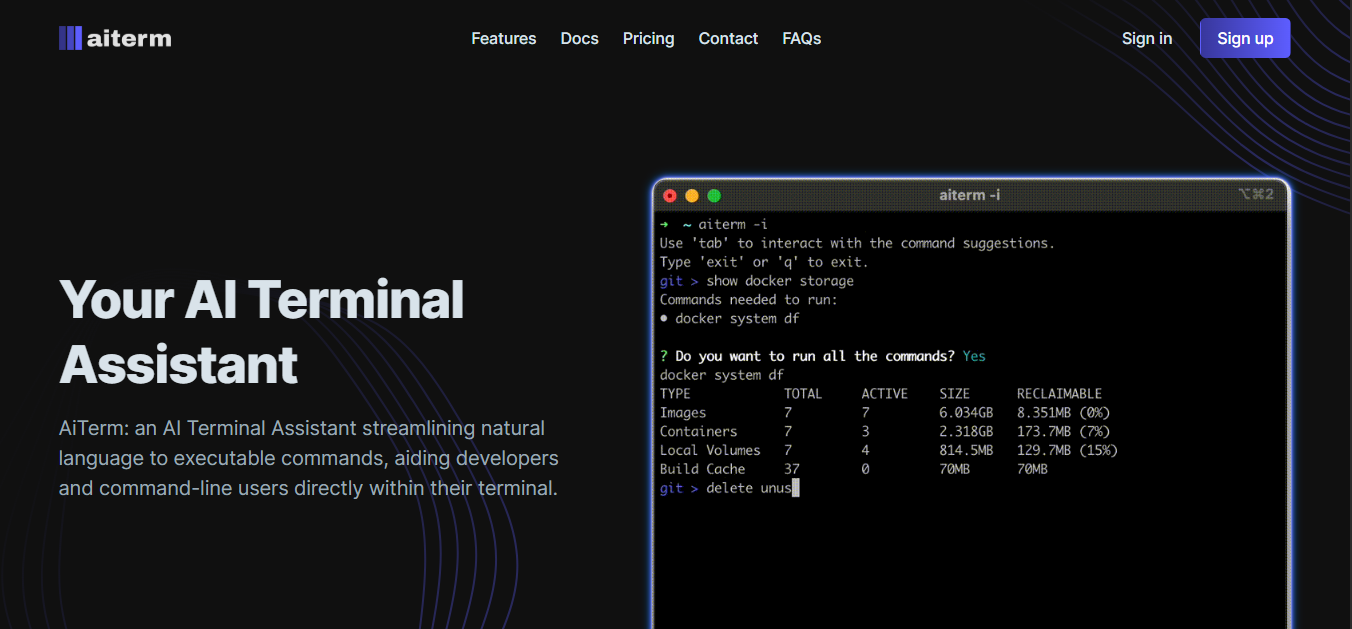 aiterm
Features Docs Pricing Contact FAQs
Sign in Sign up
Your AI Terminal
Assistant
AiTerm: an AI Terminal Assistant streamlining natural
language to executable commands, aiding developers
and command-line users directly within their terminal.
aiterm -i ⌥⌘2
➜ ~ aiterm -i
Use 'tab' to interact with the command suggestions.
Type 'exit' or 'q' to exit.
git > show docker storage
Commands needed to run:
● docker system df
? Do you want to run all the commands? Yes
docker system df
TYPE TOTAL ACTIVE SIZE RECLAIMABLE
Images 7 7 6.034GB 8.351MB (0%)
Containers 7 3 2.318GB 173.7MB (7%)
Local Volumes 7 4 814.5MB 129.7MB (15%)
Build Cache 37 0 70MB 70MB
git > delete unus